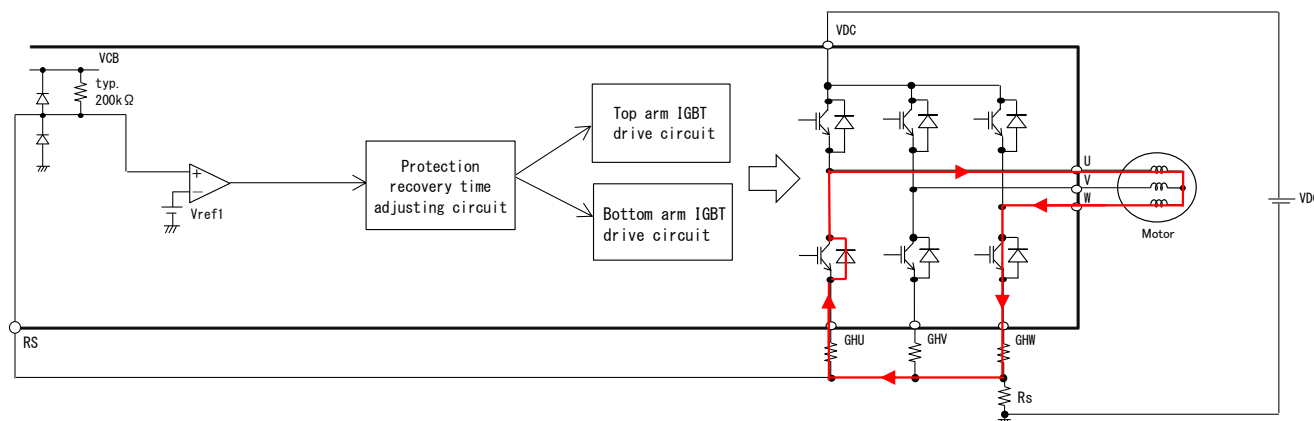 VCB
typ.
200kΩ
Vref1
RS
Protection
recovery time
adjusting circuit
Top arm IGBT
drive circuit
Bottom arm IGBT
drive circuit
VDC
U
V
W
Motor
GHU
GHV
GHW
Rs